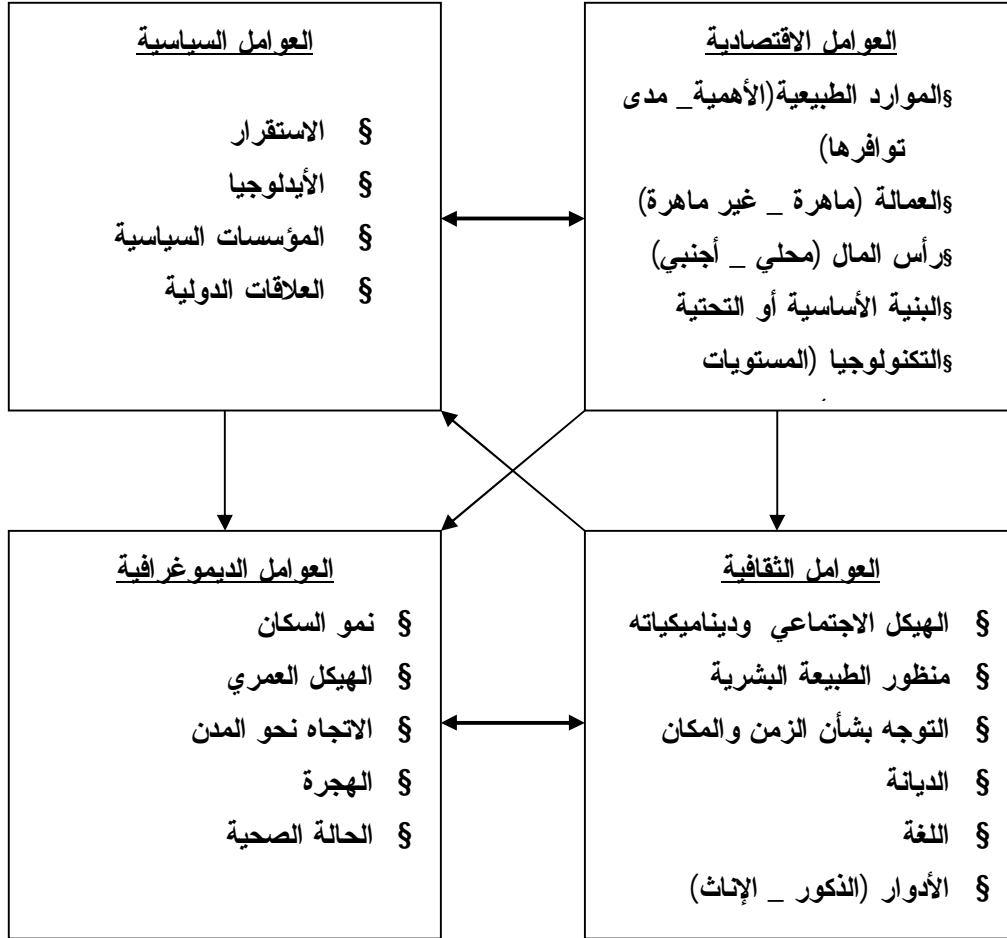 العوامل الاقتصادية
§الموارد الطبيعية(الأهمية_ مدى
توافرها)
§العمالة (ماهرة _ غير ماهرة)
§رأس المال (محلي _ أجنبي)
§البنية الأساسية أو التحتية
§التكنولوجيا (المستويات
العوامل السياسية
§ الاستقرار
§ الأيدلوجيا
§ المؤسسات السياسية
§ العلاقات الدولية
العوامل الثقافية
§ الهيكل الاجتماعي وديناميكياته
§ منظور الطبيعة البشرية
§ التوجه بشأن الزمن والمكان
§ الديانة
§ اللغة
§ الأدوار (الذكور _ الإناث)
العوامل الديموغرافية
§ نمو السكان
§ الهيكل العمري
§ الاتجاه نحو المدن
§ الهجرة
§ الحالة الصحية